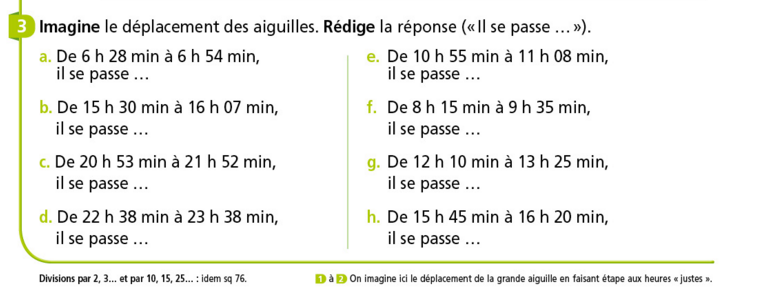 3 Imagine le déplacement des aiguilles. Rédige la réponse (« Il se passe ... »).
a. De 6 h 28 min à 6 h 54 min,
il se passe ...
b. De 15 h 30 min à 16 h 07 min,
il se passe ...
c. De 20 h 53 min à 21 h 52 min,
il se passe ...
d. De 22 h 38 min à 23 h 38 min,
il se passe ...
e. De 10 h 55 min à 11 h 08 min,
il se passe ...
f. De 8 h 15 min à 9 h 35 min,
il se passe ...
g. De 12 h 10 min à 13 h 25 min,
il se passe ...
h. De 15 h 45 min à 16 h 20 min,
il se passe ...
Divisions par 2, 3... et par 10, 15, 25... : idem sq 76.
1 à 2 On imagine ici le déplacement de la grande aiguille en faisant étape aux heures « justes ».